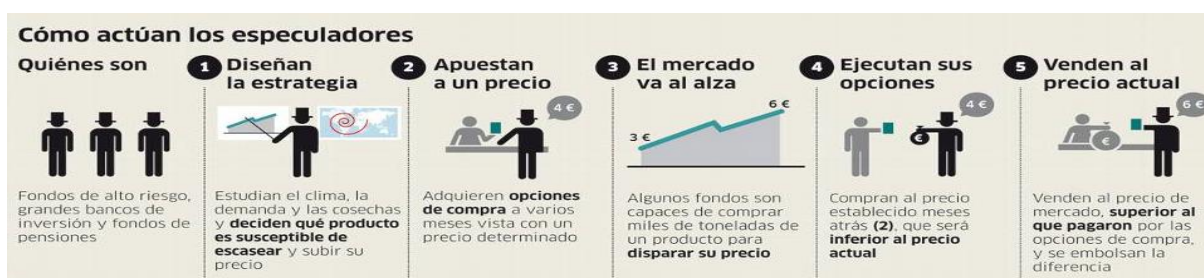 Cómo actúan los especuladores
Quiénes son
Fondos de alto riesgo,
grandes bancos de
inversión y fondos de
pensiones
1 Diseñan
la estrategia
Estudian el clima, la
demanda y las cosechas
y deciden qué producto
es susceptible de
escasear y subir su
precio
2 Apuestan
a un precio
4 €
Adquieren opciones
de compra a varios
meses vista con un
precio determinado
3 El mercado
va al alza
3 €
6 €
Algunos fondos son
capaces de comprar
miles de toneladas de
un producto para
disparar su precio
4 Ejecutan sus
opciones
4 €
€
Compran al precio
establecido meses
atrás (2), que será
inferior al precio
actual
5 Venden al
precio actual
6 €
€
Venden al precio de
mercado, superior al
que pagaron por las
opciones de compra,
y se embolsan la
diferencia